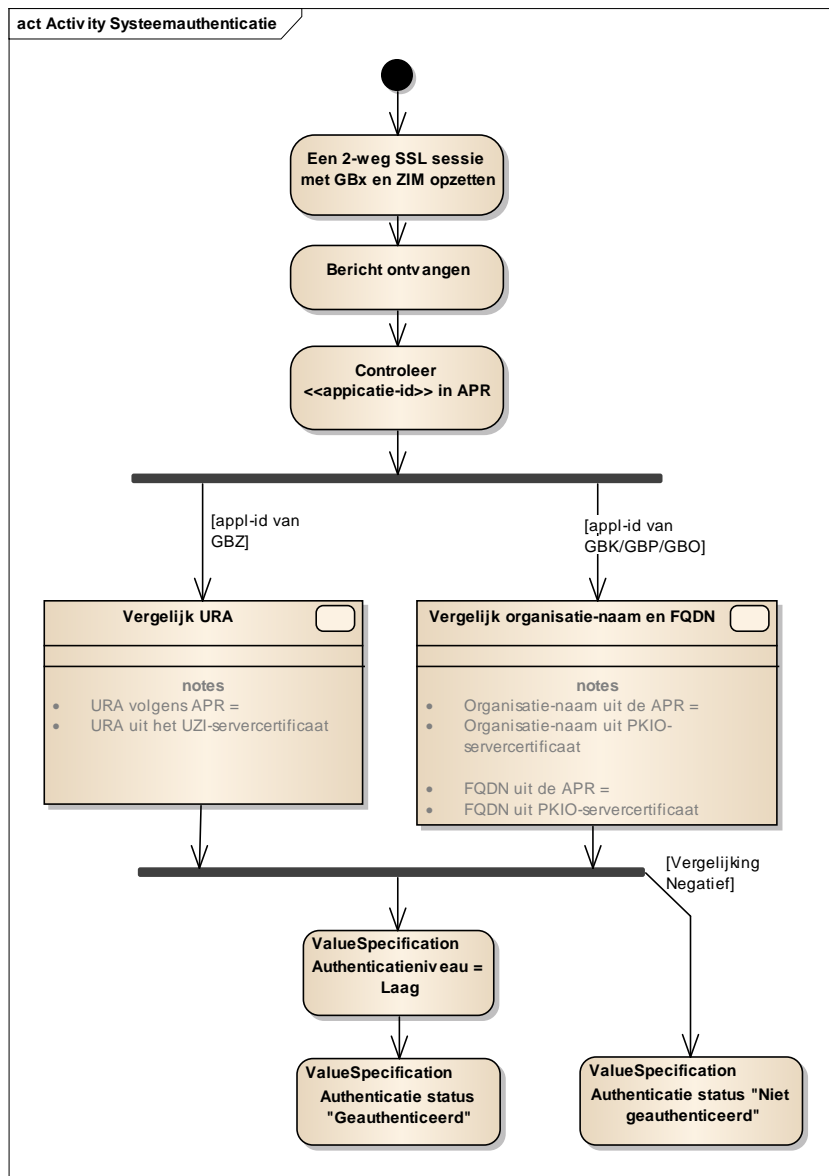 act Activity Systeemauthenticatie
Een 2-weg SSL sessie
met GBx en ZIM opzetten
Bericht ontvangen
Controleer
<<appicatie-id>> in APR
[appl-id van
GBZ]
[appl-id van
GBK/GBP/GBO]
Vergelijk URA
notes
• URA volgens APR =
• URA uit het UZI-servercertificaat
Vergelijk organisatie-naam en FQDN
notes
• Organisatie-naam uit de APR =
• Organisatie-naam uit PKIO-
servercertificaat
• FQDN uit de APR =
• FQDN uit PKIO-servercertificaat
[Vergelijking
Negatief]
ValueSpecification
Authenticatieniveau =
Laag
ValueSpecification
Authenticatie status
"Geauthenticeerd"
ValueSpecification
Authenticatie status "Niet
geauthenticeerd"